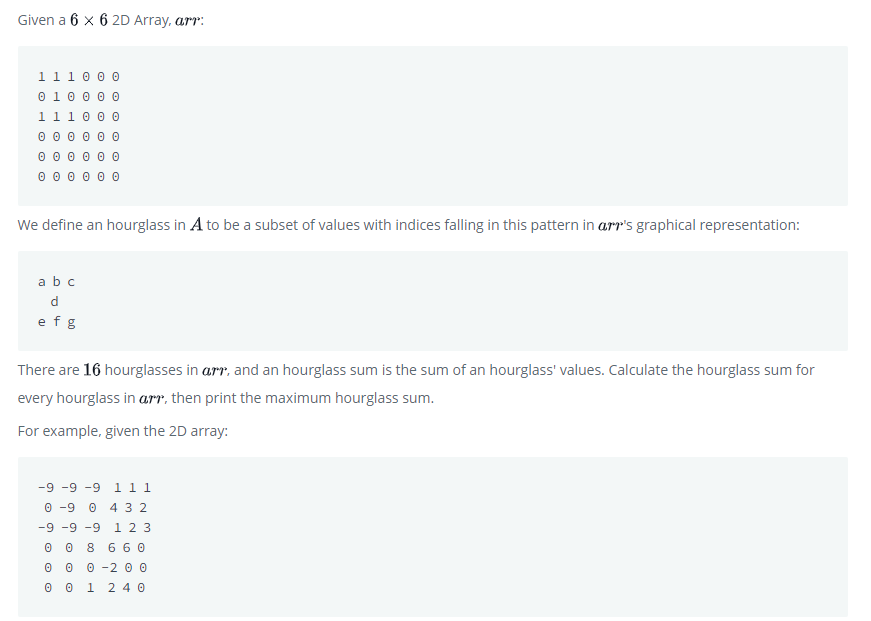 Given a 6 × 6 2D Array, arr:
1 1 1 0 0 0
0 1 0 0 0 0
1 1 1 0 0 0
0 0 0 0 0 0
0 0 0 0 0 0
0 0 0 0 0 0
We define an hourglass in A to be a subset of values with indices falling in this pattern in arr's graphical representation:
a b c
  d
e f g
There are 16 hourglasses in arr, and an hourglass sum is the sum of an hourglass' values. Calculate the hourglass sum for
every hourglass in arr, then print the maximum hourglass sum.
For example, given the 2D array:
-9 -9 -9  1 1 1
 0 -9  0  4 3 2
-9 -9 -9  1 2 3
 0  0  8  6 6 0
 0  0  0 -2 0 0
 0  0  1  2 4 0